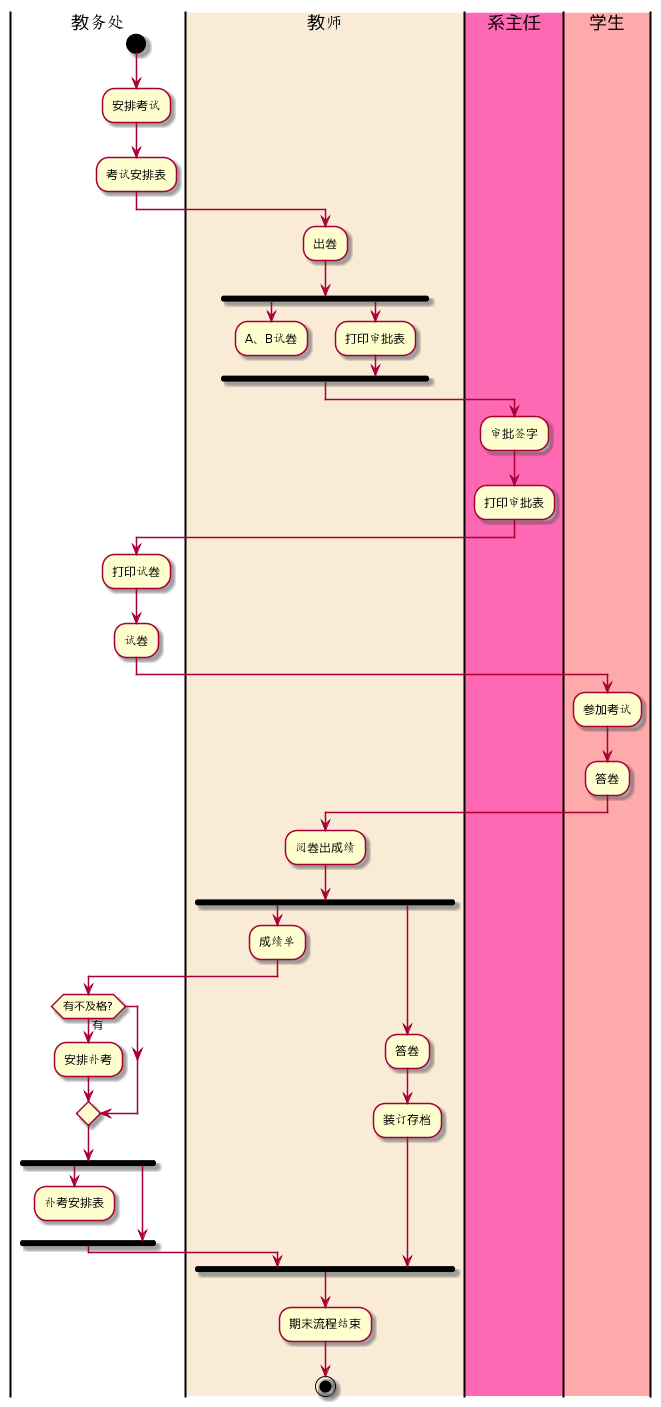 教务处
教师
系主任
学生
安排考试
考试安排表
出卷
A、B试卷
打印审批表
审批签字
打印审批表
打印试卷
试卷
参加考试
答卷
阅卷出成绩
成绩单
有不及格?
有
安排补考
答卷
装订存档
补考安排表
期末流程结束